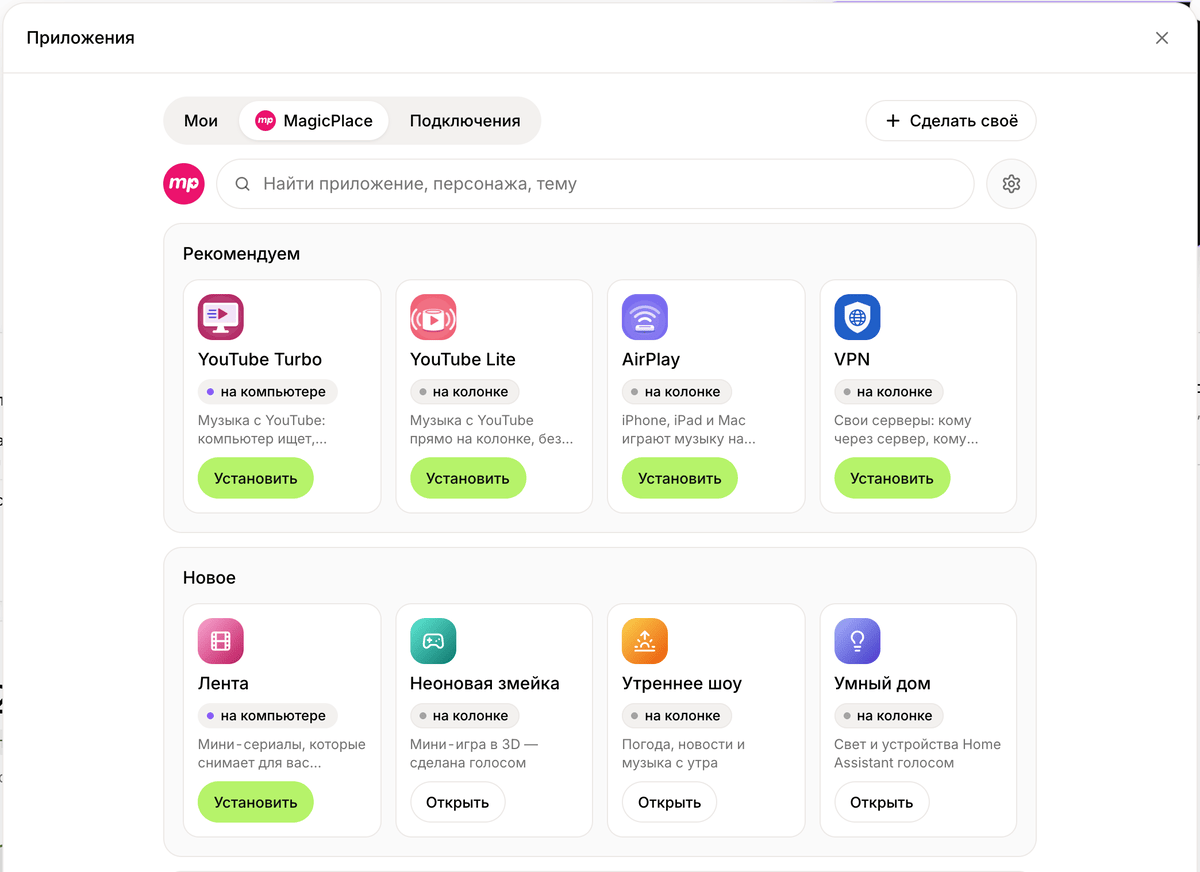 Приложения
Мои
mp MagicPlace
Подключения
+ Сделать своё
mp
Найти приложение, персонажа, тему
Рекомендуем
YouTube Turbo
на компьютере
Музыка с YouTube:
компьютер ищет,...
Установить
YouTube Lite
на колонке
Музыка с YouTube
прямо на колонке, без...
Установить
AirPlay
на колонке
iPhone, iPad и Mac
играют музыку на...
Установить
VPN
на колонке
Свои серверы: кому
через сервер, кому...
Установить
Новое
Лента
на компьютере
Мини-сериалы, которые
снимает для вас...
Установить
Неоновая змейка
на колонке
Мини-игра в 3D —
сделана голосом
Открыть
Утреннее шоу
на колонке
Погода, новости и
музыка с утра
Открыть
Умный дом
на колонке
Свет и устройства Home
Assistant голосом
Открыть